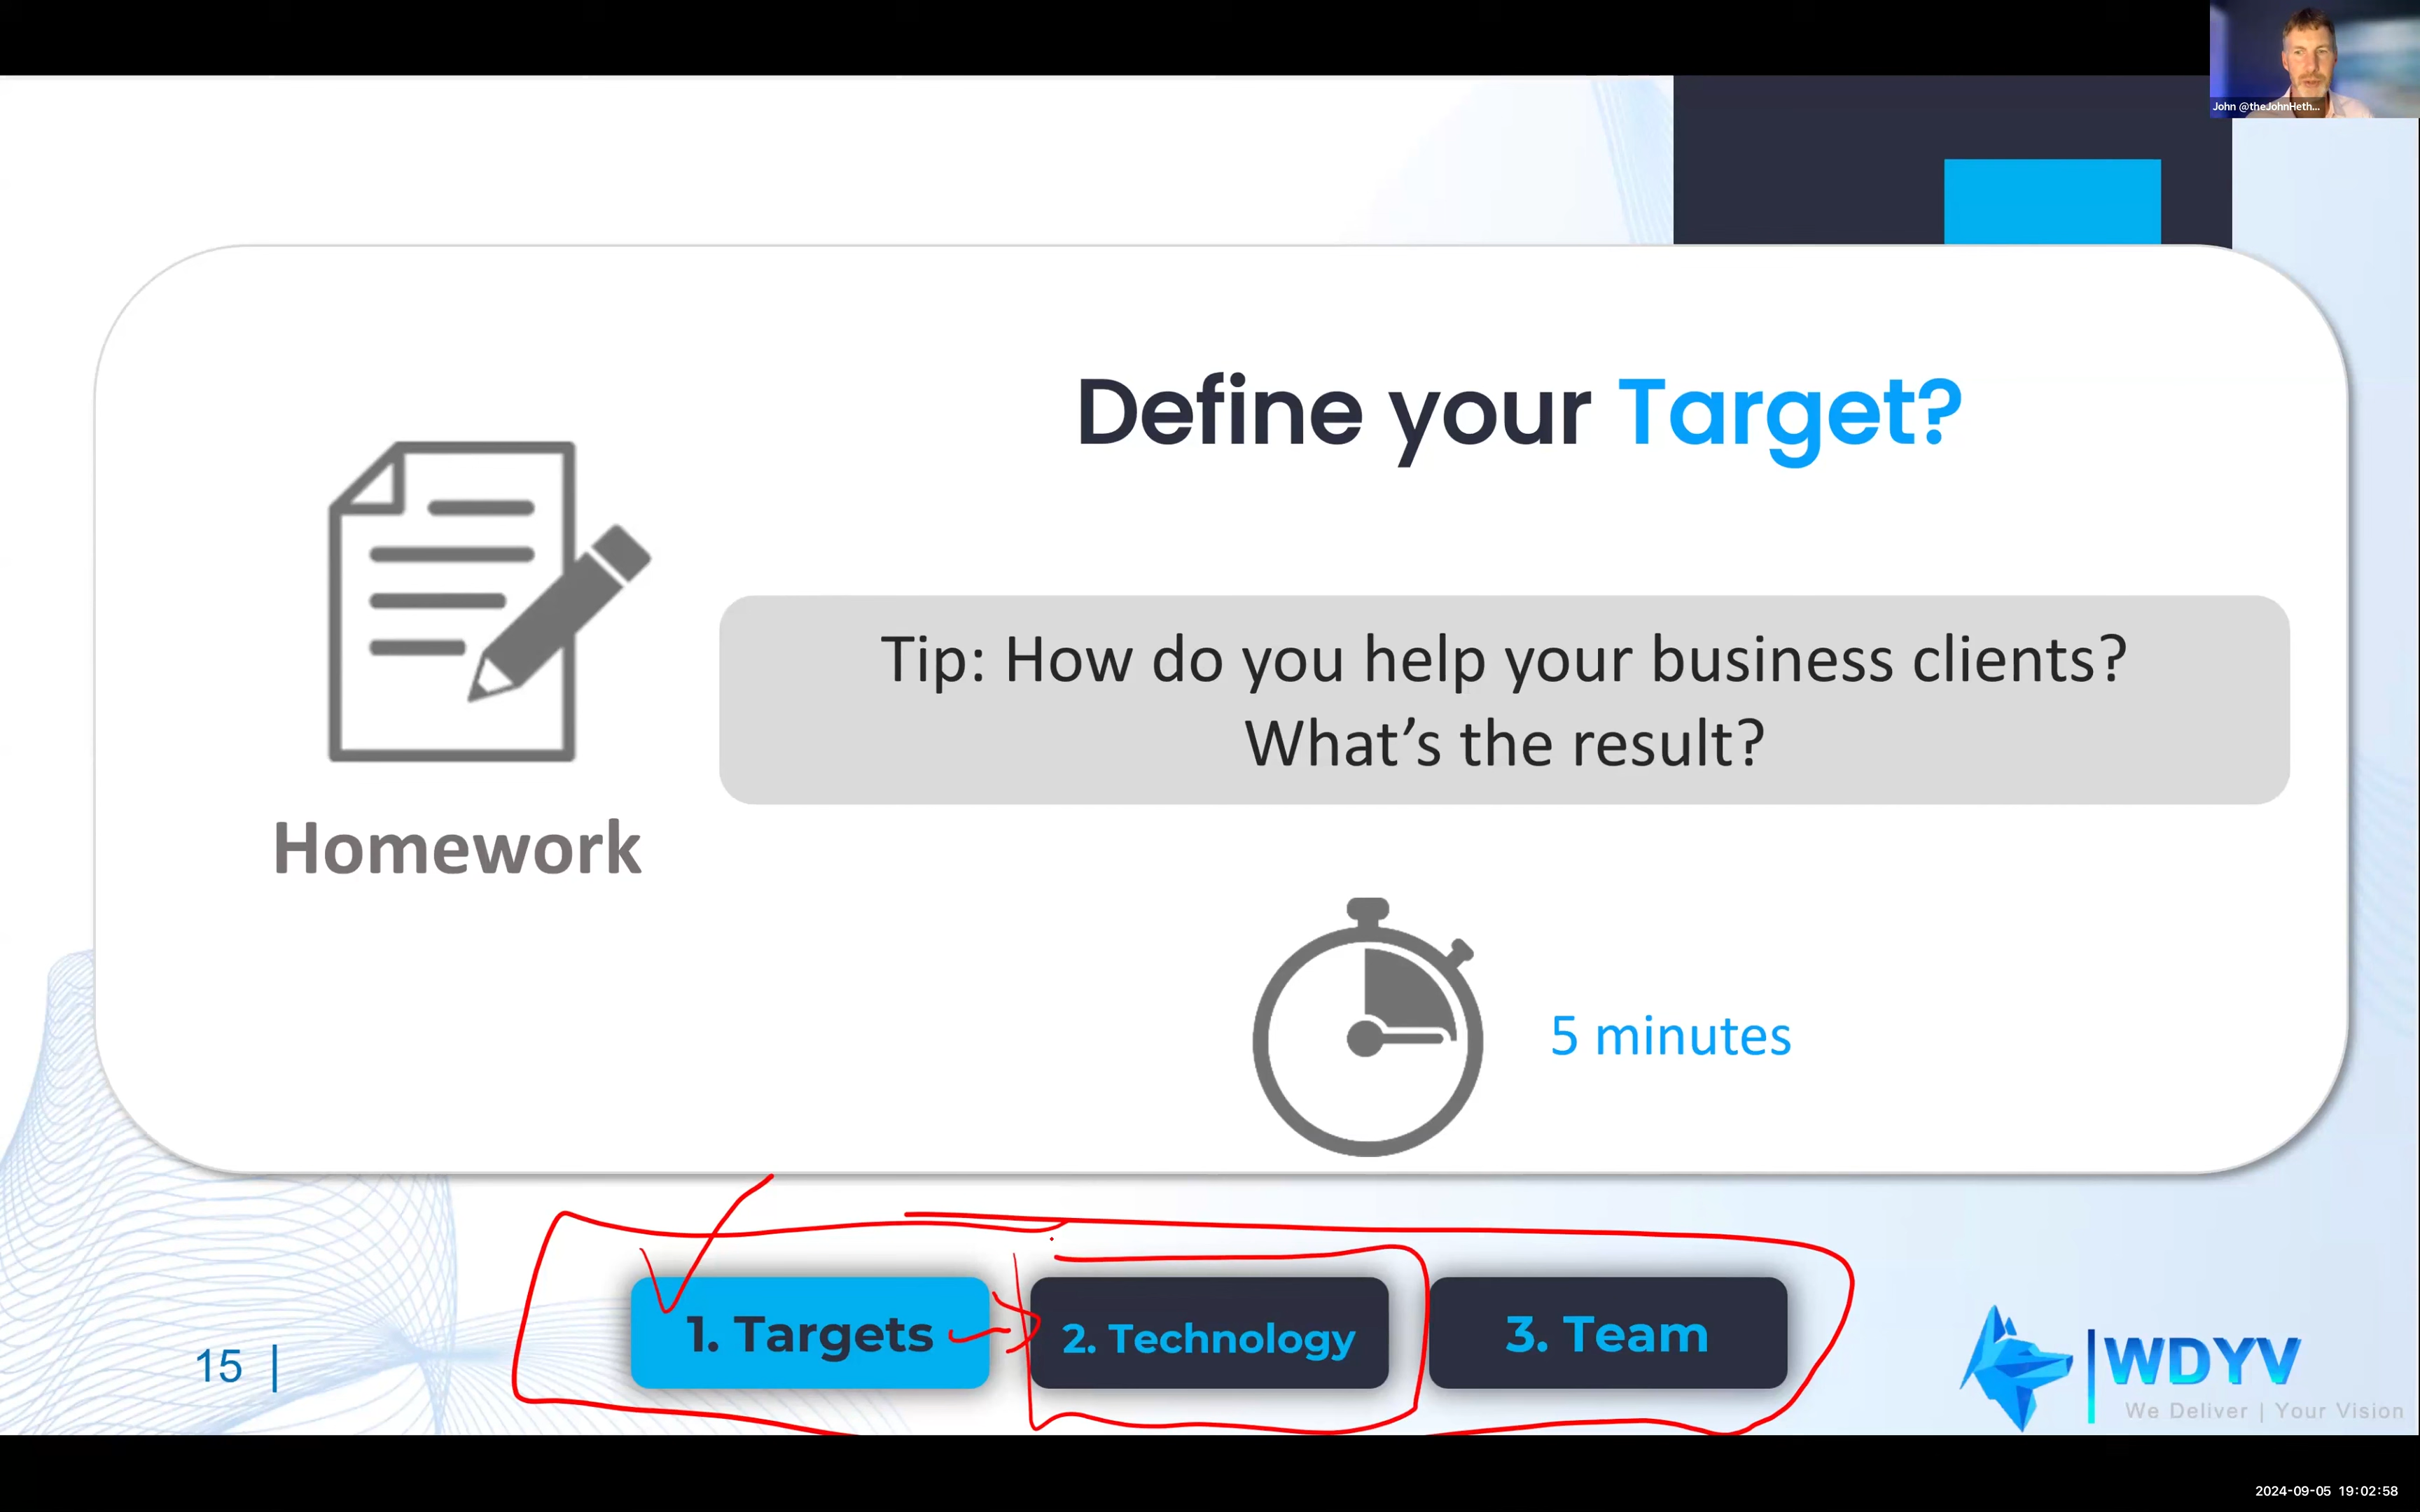 John @theJohnHeth...
Define your Target?
Tip: How do you help your business clients?
What's the result?
Homework
5 minutes
1. Targets
2. Technology
3. Team
15 |
WDYV
We Deliver | Your Vision
2024-09-05 19:02:58